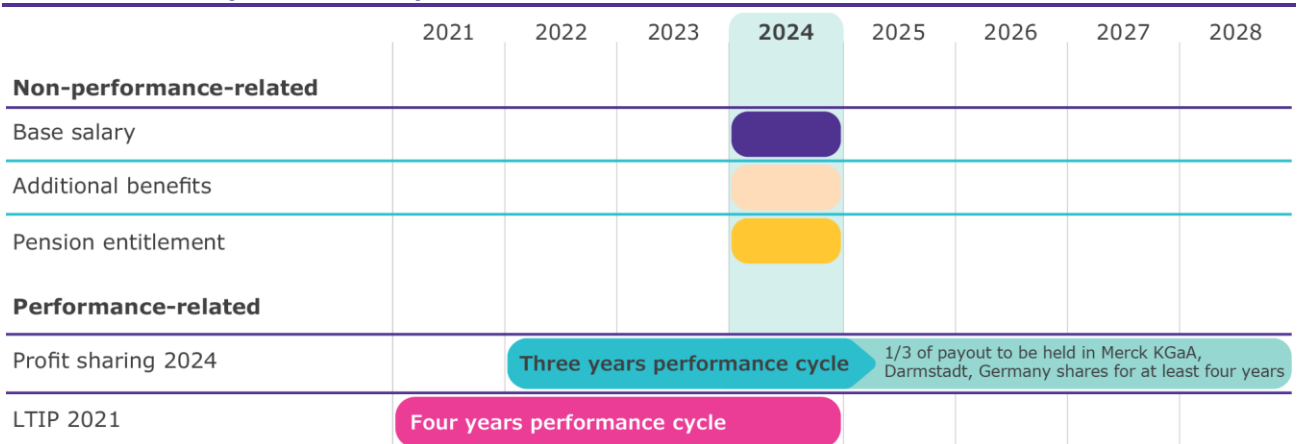 2021 2022 2023 2024 2025 2026 2027 2028
Non-performance-related
Base salary
Additional benefits
Pension entitlement
Performance-related
Profit sharing 2024 Three years performance cycle 1/3 of payout to be held in Merck KGaA,
Darmstadt, Germany shares for at least four years
LTIP 2021 Four years performance cycle